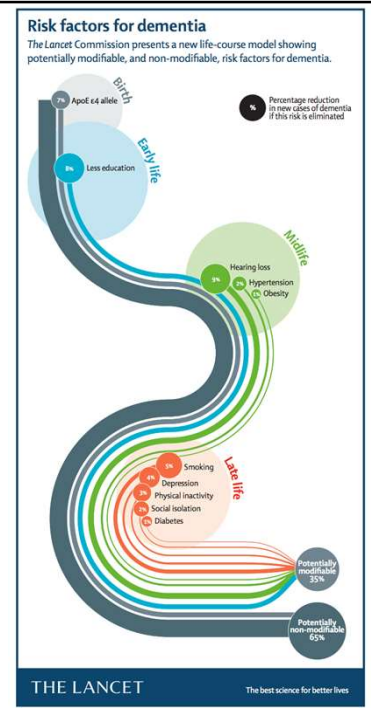 Risk factors for dementia
The Lancet Commission presents a new life-course model showing
potentially modifiable, and non-modifiable, risk factors for dementia.
Birth
7%
ApoE ε4 allele
%
Percentage reduction
in new cases of dementia
if this risk is eliminated
Early life
8%
Less education
Midlife
Hearing loss
9%
2%
Hypertension
1%
Obesity
Late life
5%
Smoking
4%
Depression
3%
Physical inactivity
2%
Social isolation
1%
Diabetes
Potentially
modifiable
35%
Potentially
non-modifiable
65%
THE LANCET
The best science for better lives